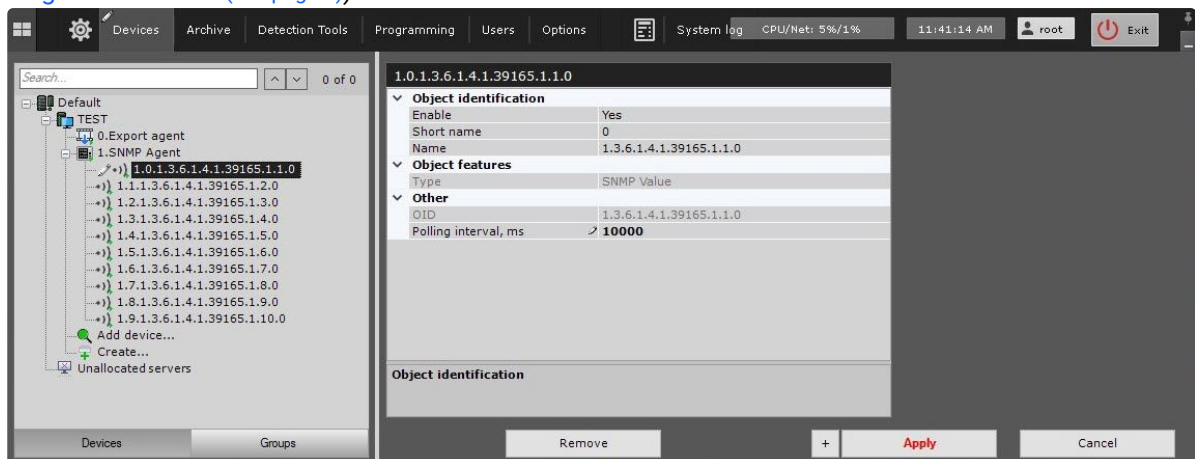 Devices Archive Detection Tools Programming Users Options System log CPU/Net: 5%/1% 11:41:14 AM root Exit
Search... 0 of 0
Default
TEST
0.Export agent
1.SNMP Agent
1.0.1.3.6.1.4.1.39165.1.1.0
1.1.1.3.6.1.4.1.39165.1.2.0
1.2.1.3.6.1.4.1.39165.1.3.0
1.3.1.3.6.1.4.1.39165.1.4.0
1.4.1.3.6.1.4.1.39165.1.5.0
1.5.1.3.6.1.4.1.39165.1.6.0
1.6.1.3.6.1.4.1.39165.1.7.0
1.7.1.3.6.1.4.1.39165.1.8.0
1.8.1.3.6.1.4.1.39165.1.9.0
1.9.1.3.6.1.4.1.39165.1.10.0
Add device...
Create...
Unallocated servers
Devices Groups
1.0.1.3.6.1.4.1.39165.1.1.0
Object identification
Enable Yes
Short name 0
Name 1.3.6.1.4.1.39165.1.1.0
Object features
Type SNMP Value
Other
OID 1.3.6.1.4.1.39165.1.1.0
Polling interval, ms 10000
Object identification
Remove + Apply Cancel